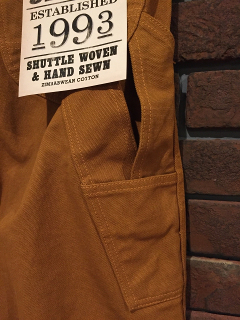 ESTABLISHED
1993
SHUTTLE WOVEN
& HAND SEWN
ZIMBABWEAN COTTON